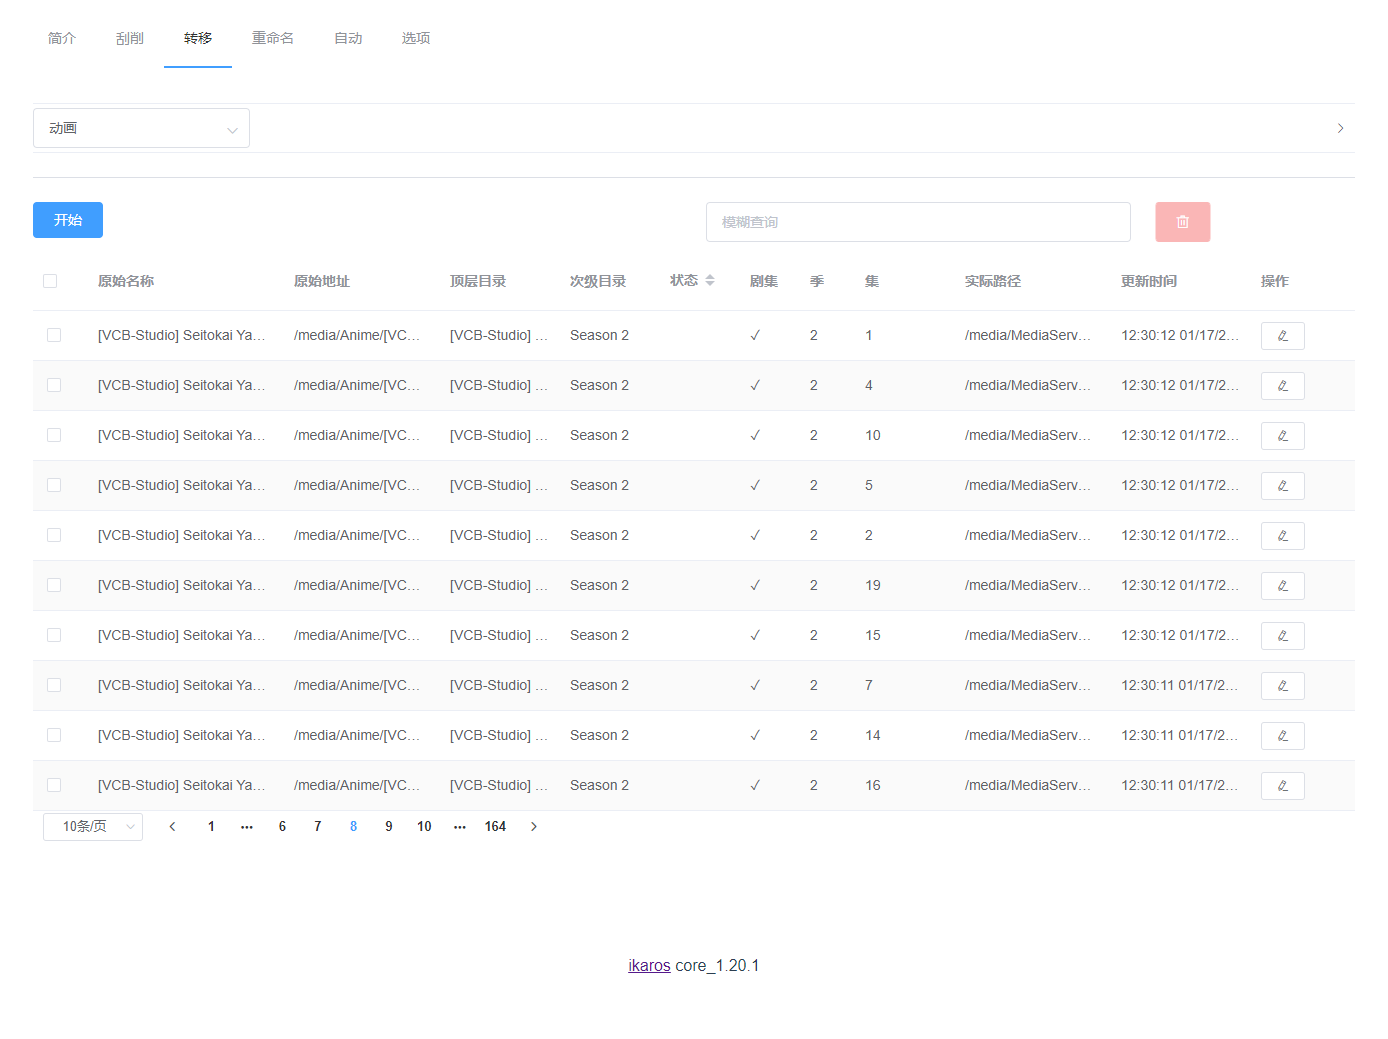 简介 刮削 转移 重命名 自动 选项
动画
开始 模糊查询
原始名称 原始地址 顶层目录 次级目录 状态 剧集 季 集 实际路径 更新时间 操作
[VCB-Studio] Seitokai Ya... /media/Anime/[VC... [VCB-Studio] ... Season 2 ✓ 2 1 /media/MediaServ... 12:30:12 01/17/2...
[VCB-Studio] Seitokai Ya... /media/Anime/[VC... [VCB-Studio] ... Season 2 ✓ 2 4 /media/MediaServ... 12:30:12 01/17/2...
[VCB-Studio] Seitokai Ya... /media/Anime/[VC... [VCB-Studio] ... Season 2 ✓ 2 10 /media/MediaServ... 12:30:12 01/17/2...
[VCB-Studio] Seitokai Ya... /media/Anime/[VC... [VCB-Studio] ... Season 2 ✓ 2 5 /media/MediaServ... 12:30:12 01/17/2...
[VCB-Studio] Seitokai Ya... /media/Anime/[VC... [VCB-Studio] ... Season 2 ✓ 2 2 /media/MediaServ... 12:30:12 01/17/2...
[VCB-Studio] Seitokai Ya... /media/Anime/[VC... [VCB-Studio] ... Season 2 ✓ 2 19 /media/MediaServ... 12:30:12 01/17/2...
[VCB-Studio] Seitokai Ya... /media/Anime/[VC... [VCB-Studio] ... Season 2 ✓ 2 15 /media/MediaServ... 12:30:12 01/17/2...
[VCB-Studio] Seitokai Ya... /media/Anime/[VC... [VCB-Studio] ... Season 2 ✓ 2 7 /media/MediaServ... 12:30:11 01/17/2...
[VCB-Studio] Seitokai Ya... /media/Anime/[VC... [VCB-Studio] ... Season 2 ✓ 2 14 /media/MediaServ... 12:30:11 01/17/2...
[VCB-Studio] Seitokai Ya... /media/Anime/[VC... [VCB-Studio] ... Season 2 ✓ 2 16 /media/MediaServ... 12:30:11 01/17/2...
10条/页 1 ... 6 7 8 9 10 ... 164
ikaros core_1.20.1